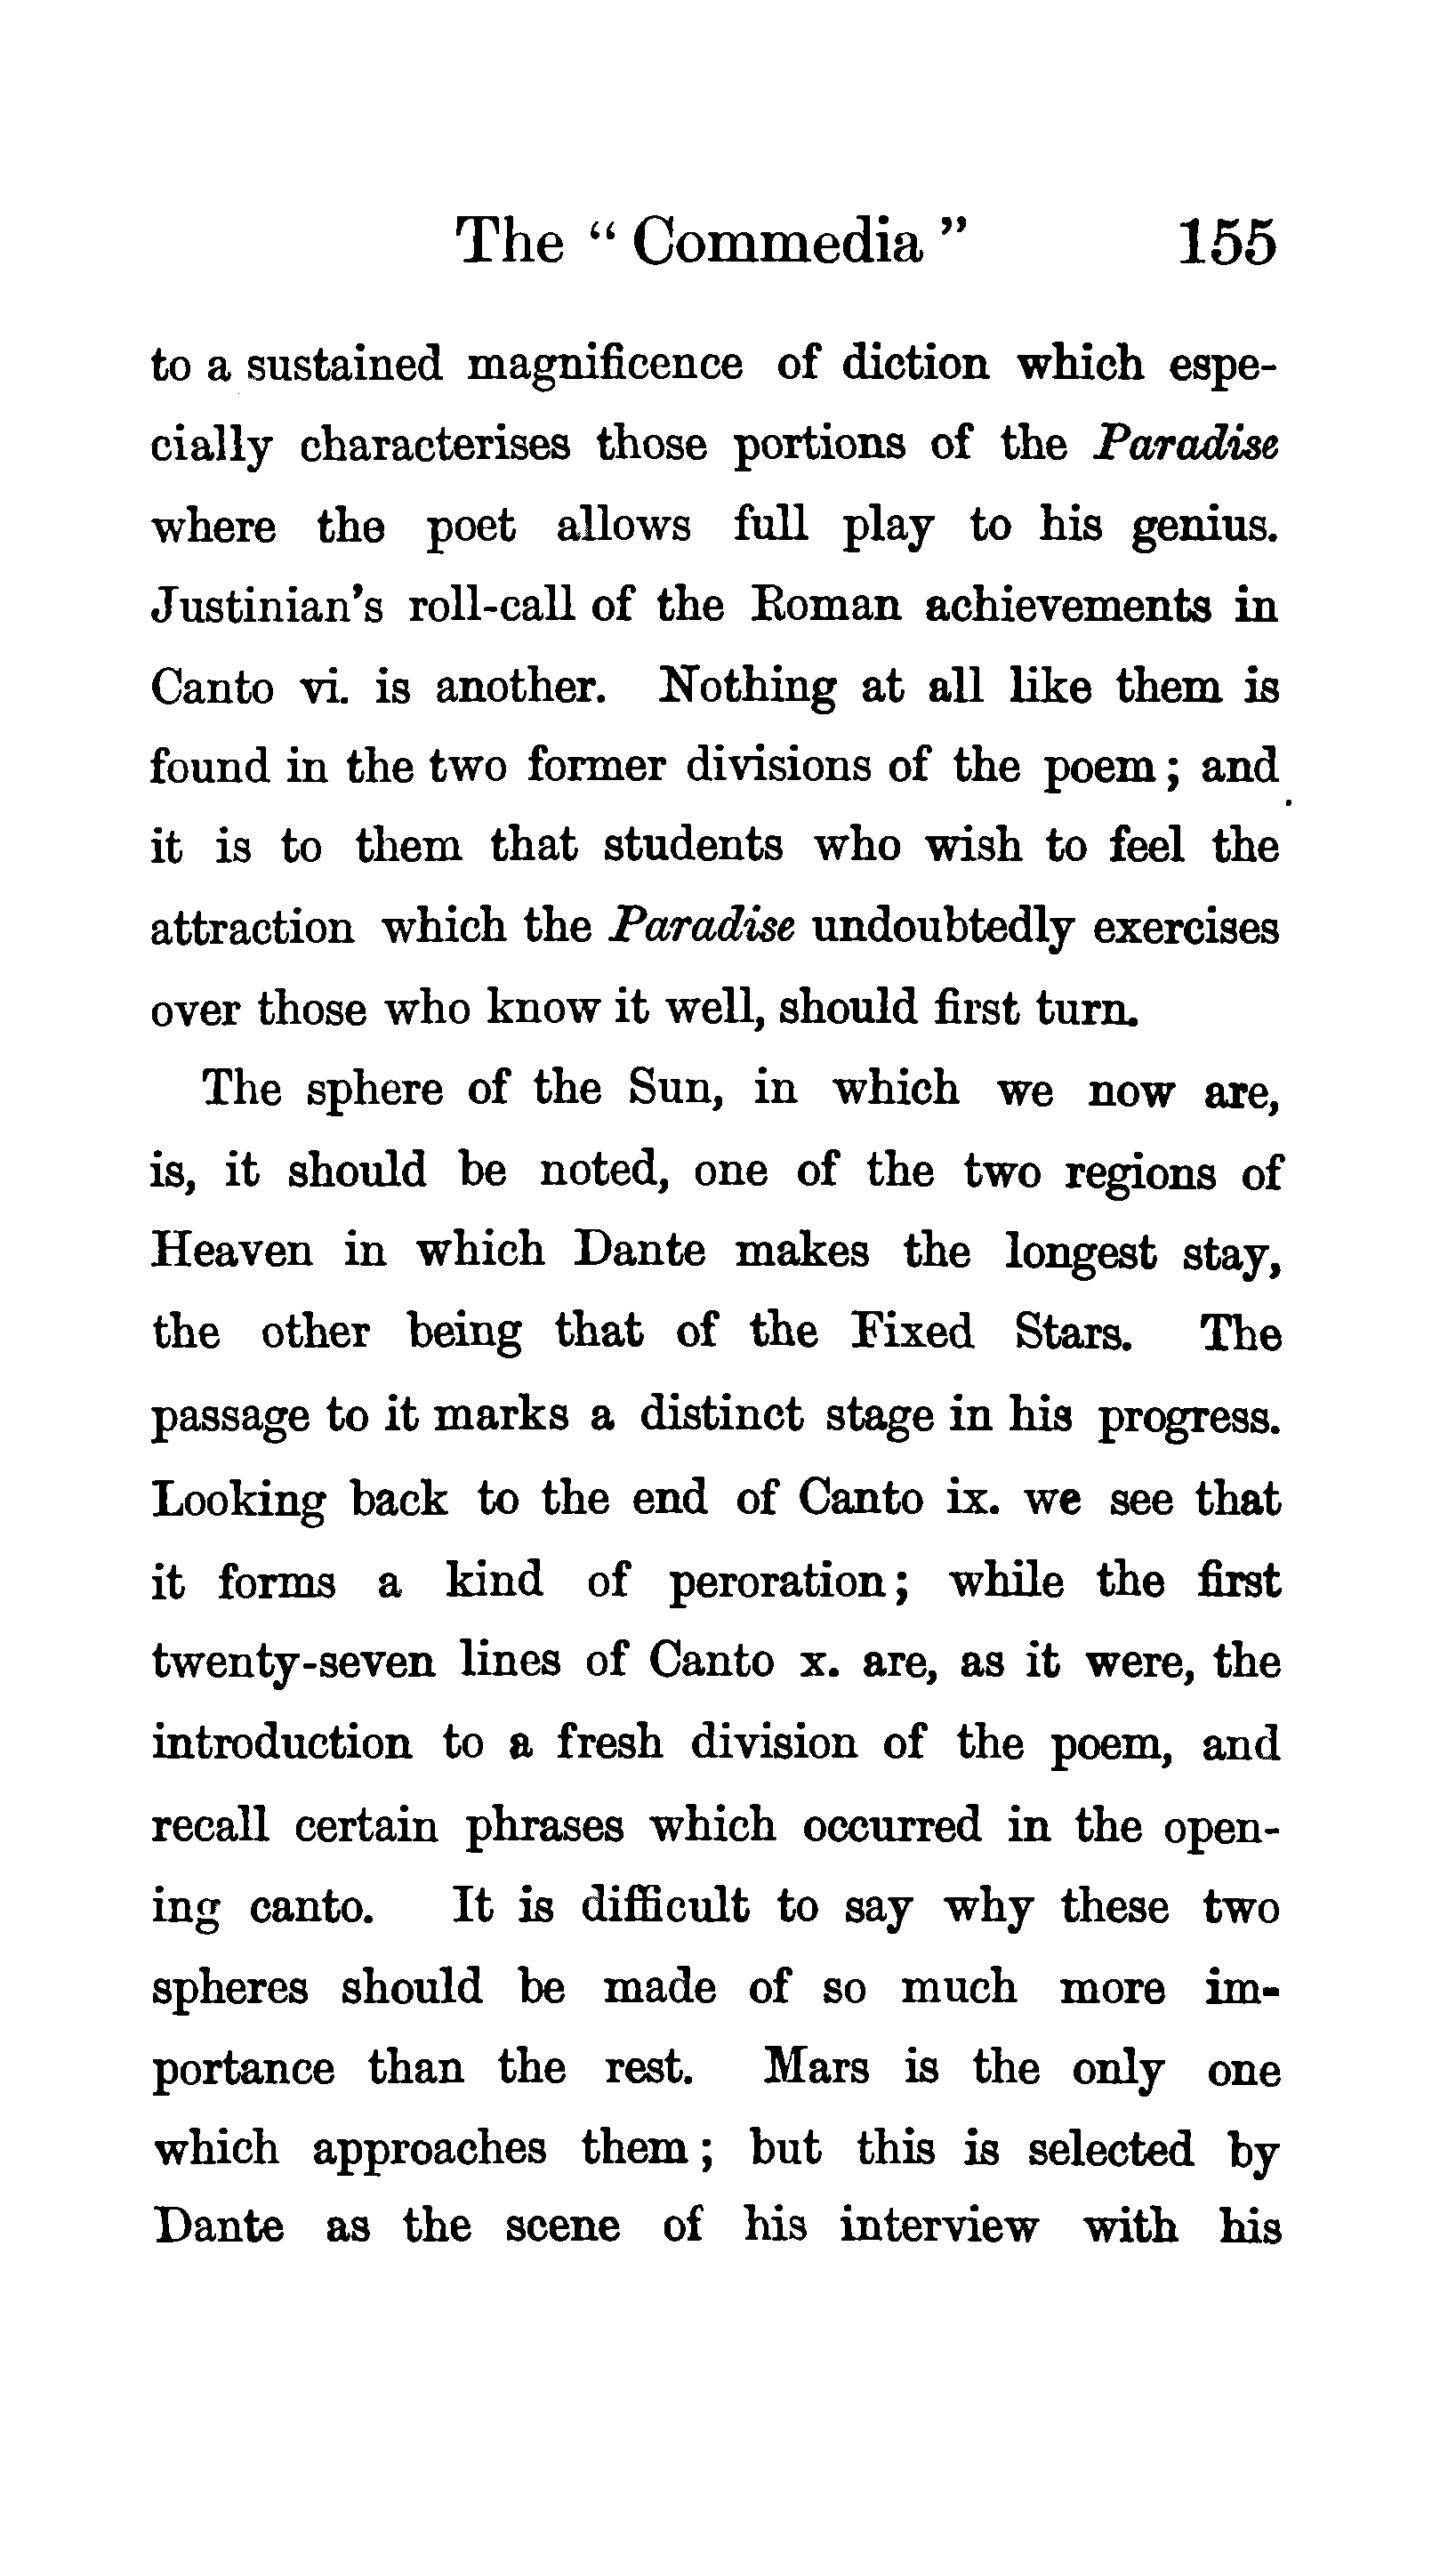 The “ Commedia ” 155
to a sustained magnificence of diction which espe-
cially characterises those portions of the Paradise
where the poet allows full play to his genius.
Justinian’s roll-call of the Roman achievements in
Canto vi. is another. Nothing at all like them is
found in the two former divisions of the poem ; and
it is to them that students who wish to feel the
attraction which the Paradise undoubtedly exercises
over those who know it well, should first turn.
The sphere of the Sun, in which we now are,
is, it should be noted, one of the two regions of
Heaven in which Dante makes the longest stay,
the other being that of the Fixed Stars. The
passage to it marks a distinct stage in his progress.
Looking back to the end of Canto ix. we see that
it forms a kind of peroration ; while the first
twenty-seven lines of Canto x. are, as it were, the
introduction to a fresh division of the poem, and
recall certain phrases which occurred in the open-
ing canto. It is difficult to say why these two
spheres should be made of so much more im-
portance than the rest. Mars is the only one
which approaches them ; but this is selected by
Dante as the scene of his interview with his